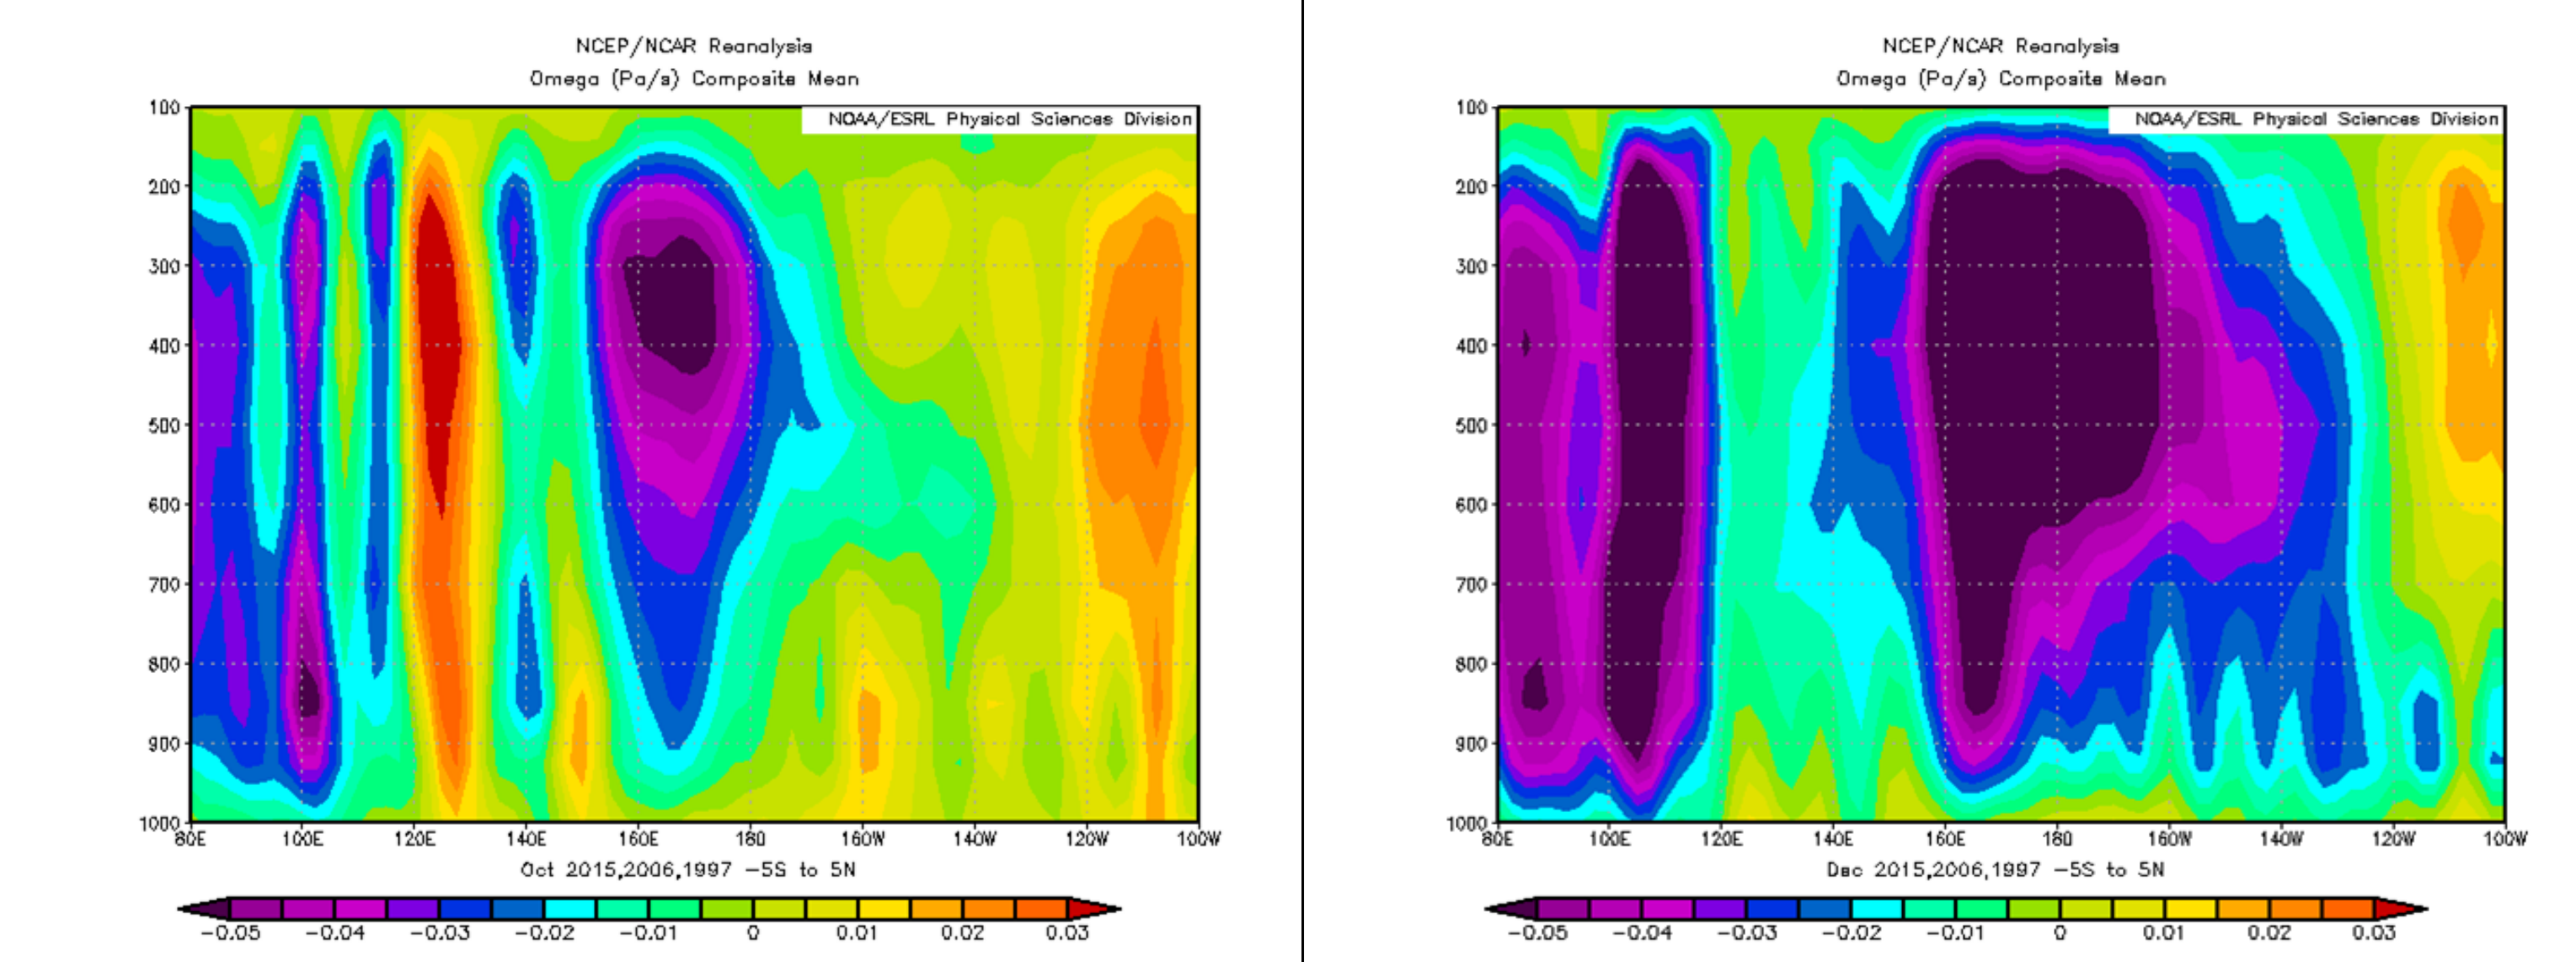 NCEP/NCAR Reanalysis
Omega (Pa/s) Composite Mean
NOAA/ESRL Physical Sciences Division
100
200
300
400
500
600
700
800
900
1000
80E 100E 120E 140E 160E 180 160W 140W 120W 100W
Oct 2015,2006,1997 -5S to 5N
-0.05 -0.04 -0.03 -0.02 -0.01 0 0.01 0.02 0.03
NCEP/NCAR Reanalysis
Omega (Pa/s) Composite Mean
NOAA/ESRL Physical Sciences Division
100
200
300
400
500
600
700
800
900
1000
80E 100E 120E 140E 160E 180 160W 140W 120W 100W
Dec 2015,2006,1997 -5S to 5N
-0.05 -0.04 -0.03 -0.02 -0.01 0 0.01 0.02 0.03